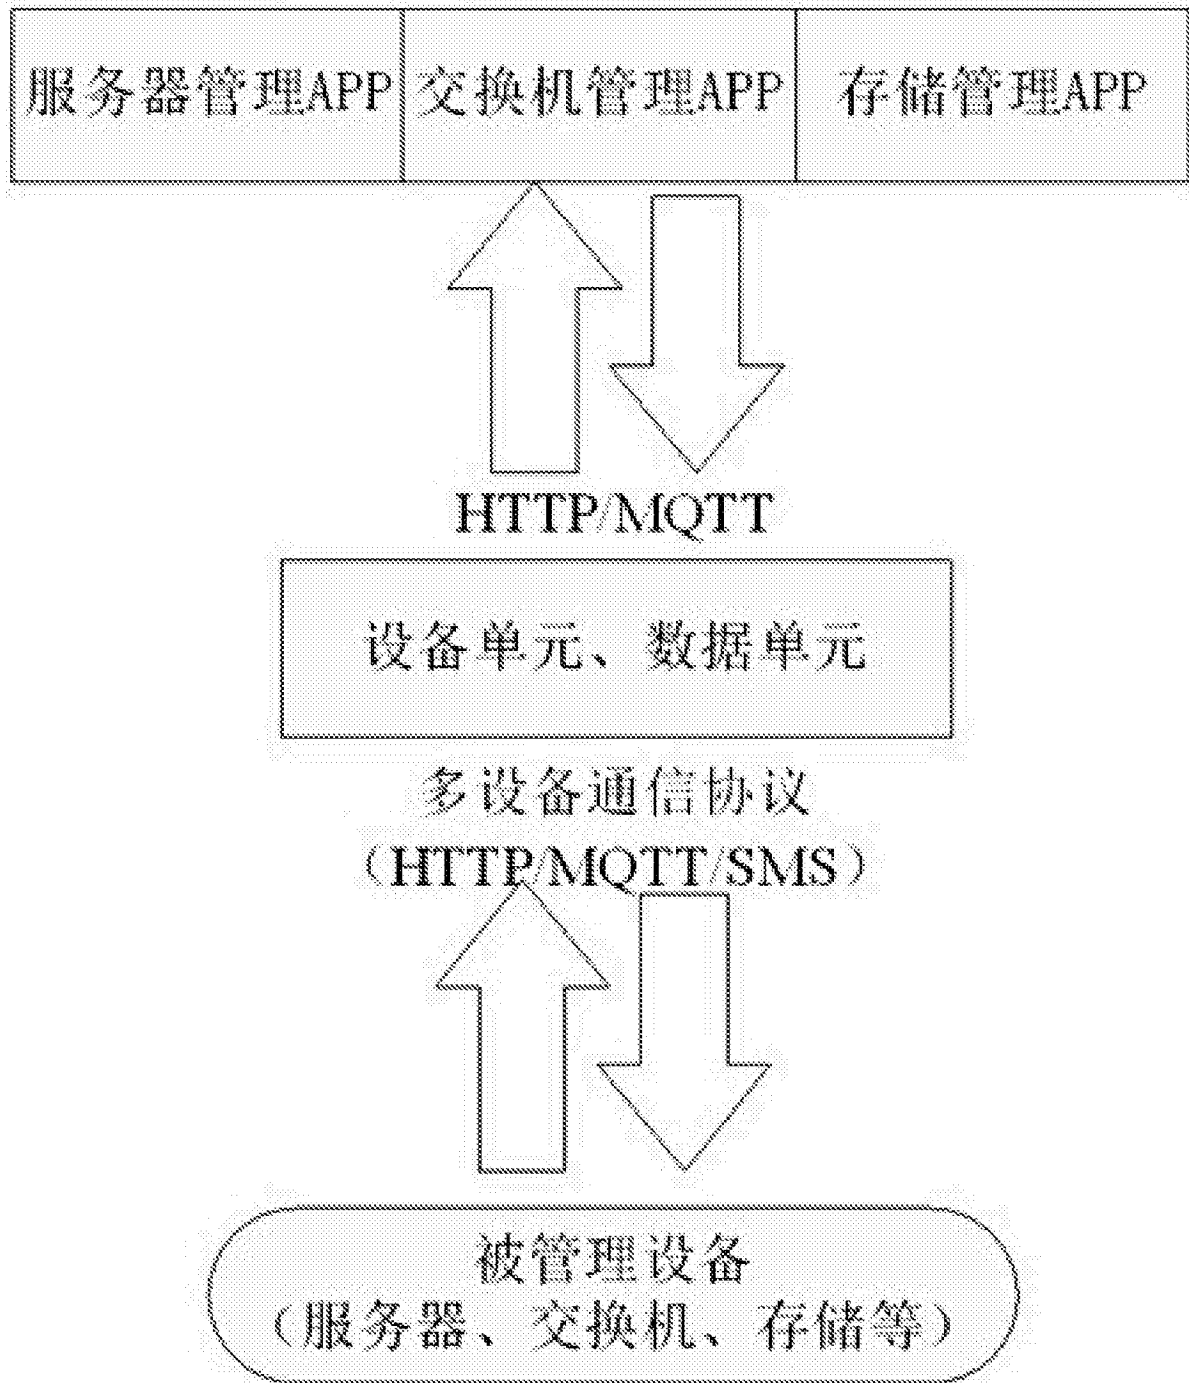 服务器管理APP 交换机管理APP 存储管理APP
HTTP/MQTT
设备单元、数据单元
多设备通信协议
（HTTP/MQTT/SMS）
被管理设备
（服务器、交换机、存储等）